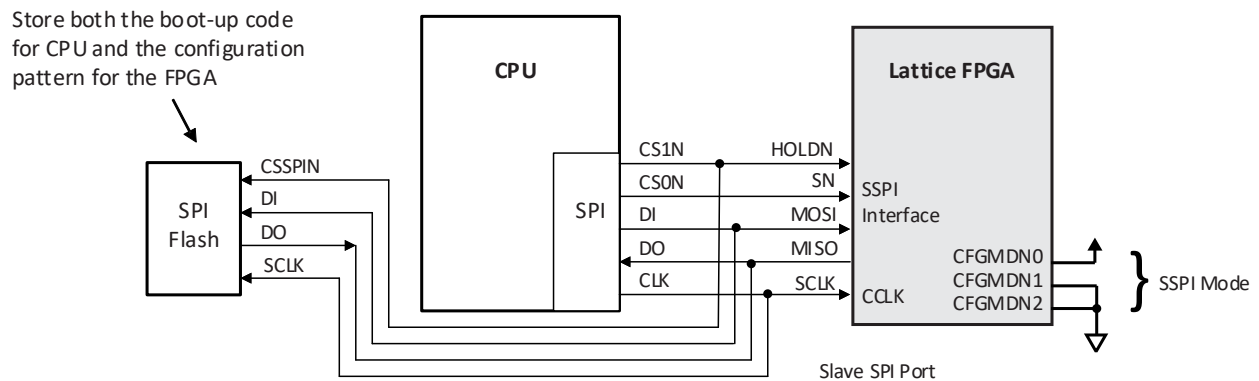 Store both the boot-up code
for CPU and the configuration
pattern for the FPGA
CPU
Lattice FPGA
CS1N
HOLDN
CSSPIN
CS0N
SN
SSPI
Interface
SPI
Flash
DI
SPI
DI
MOSI
DO
DO
MISO
CFGMDN0
SCLK
CLK
SCLK
CCLK
CFGMDN1
CFGMDN2
SSPI Mode
Slave SPI Port